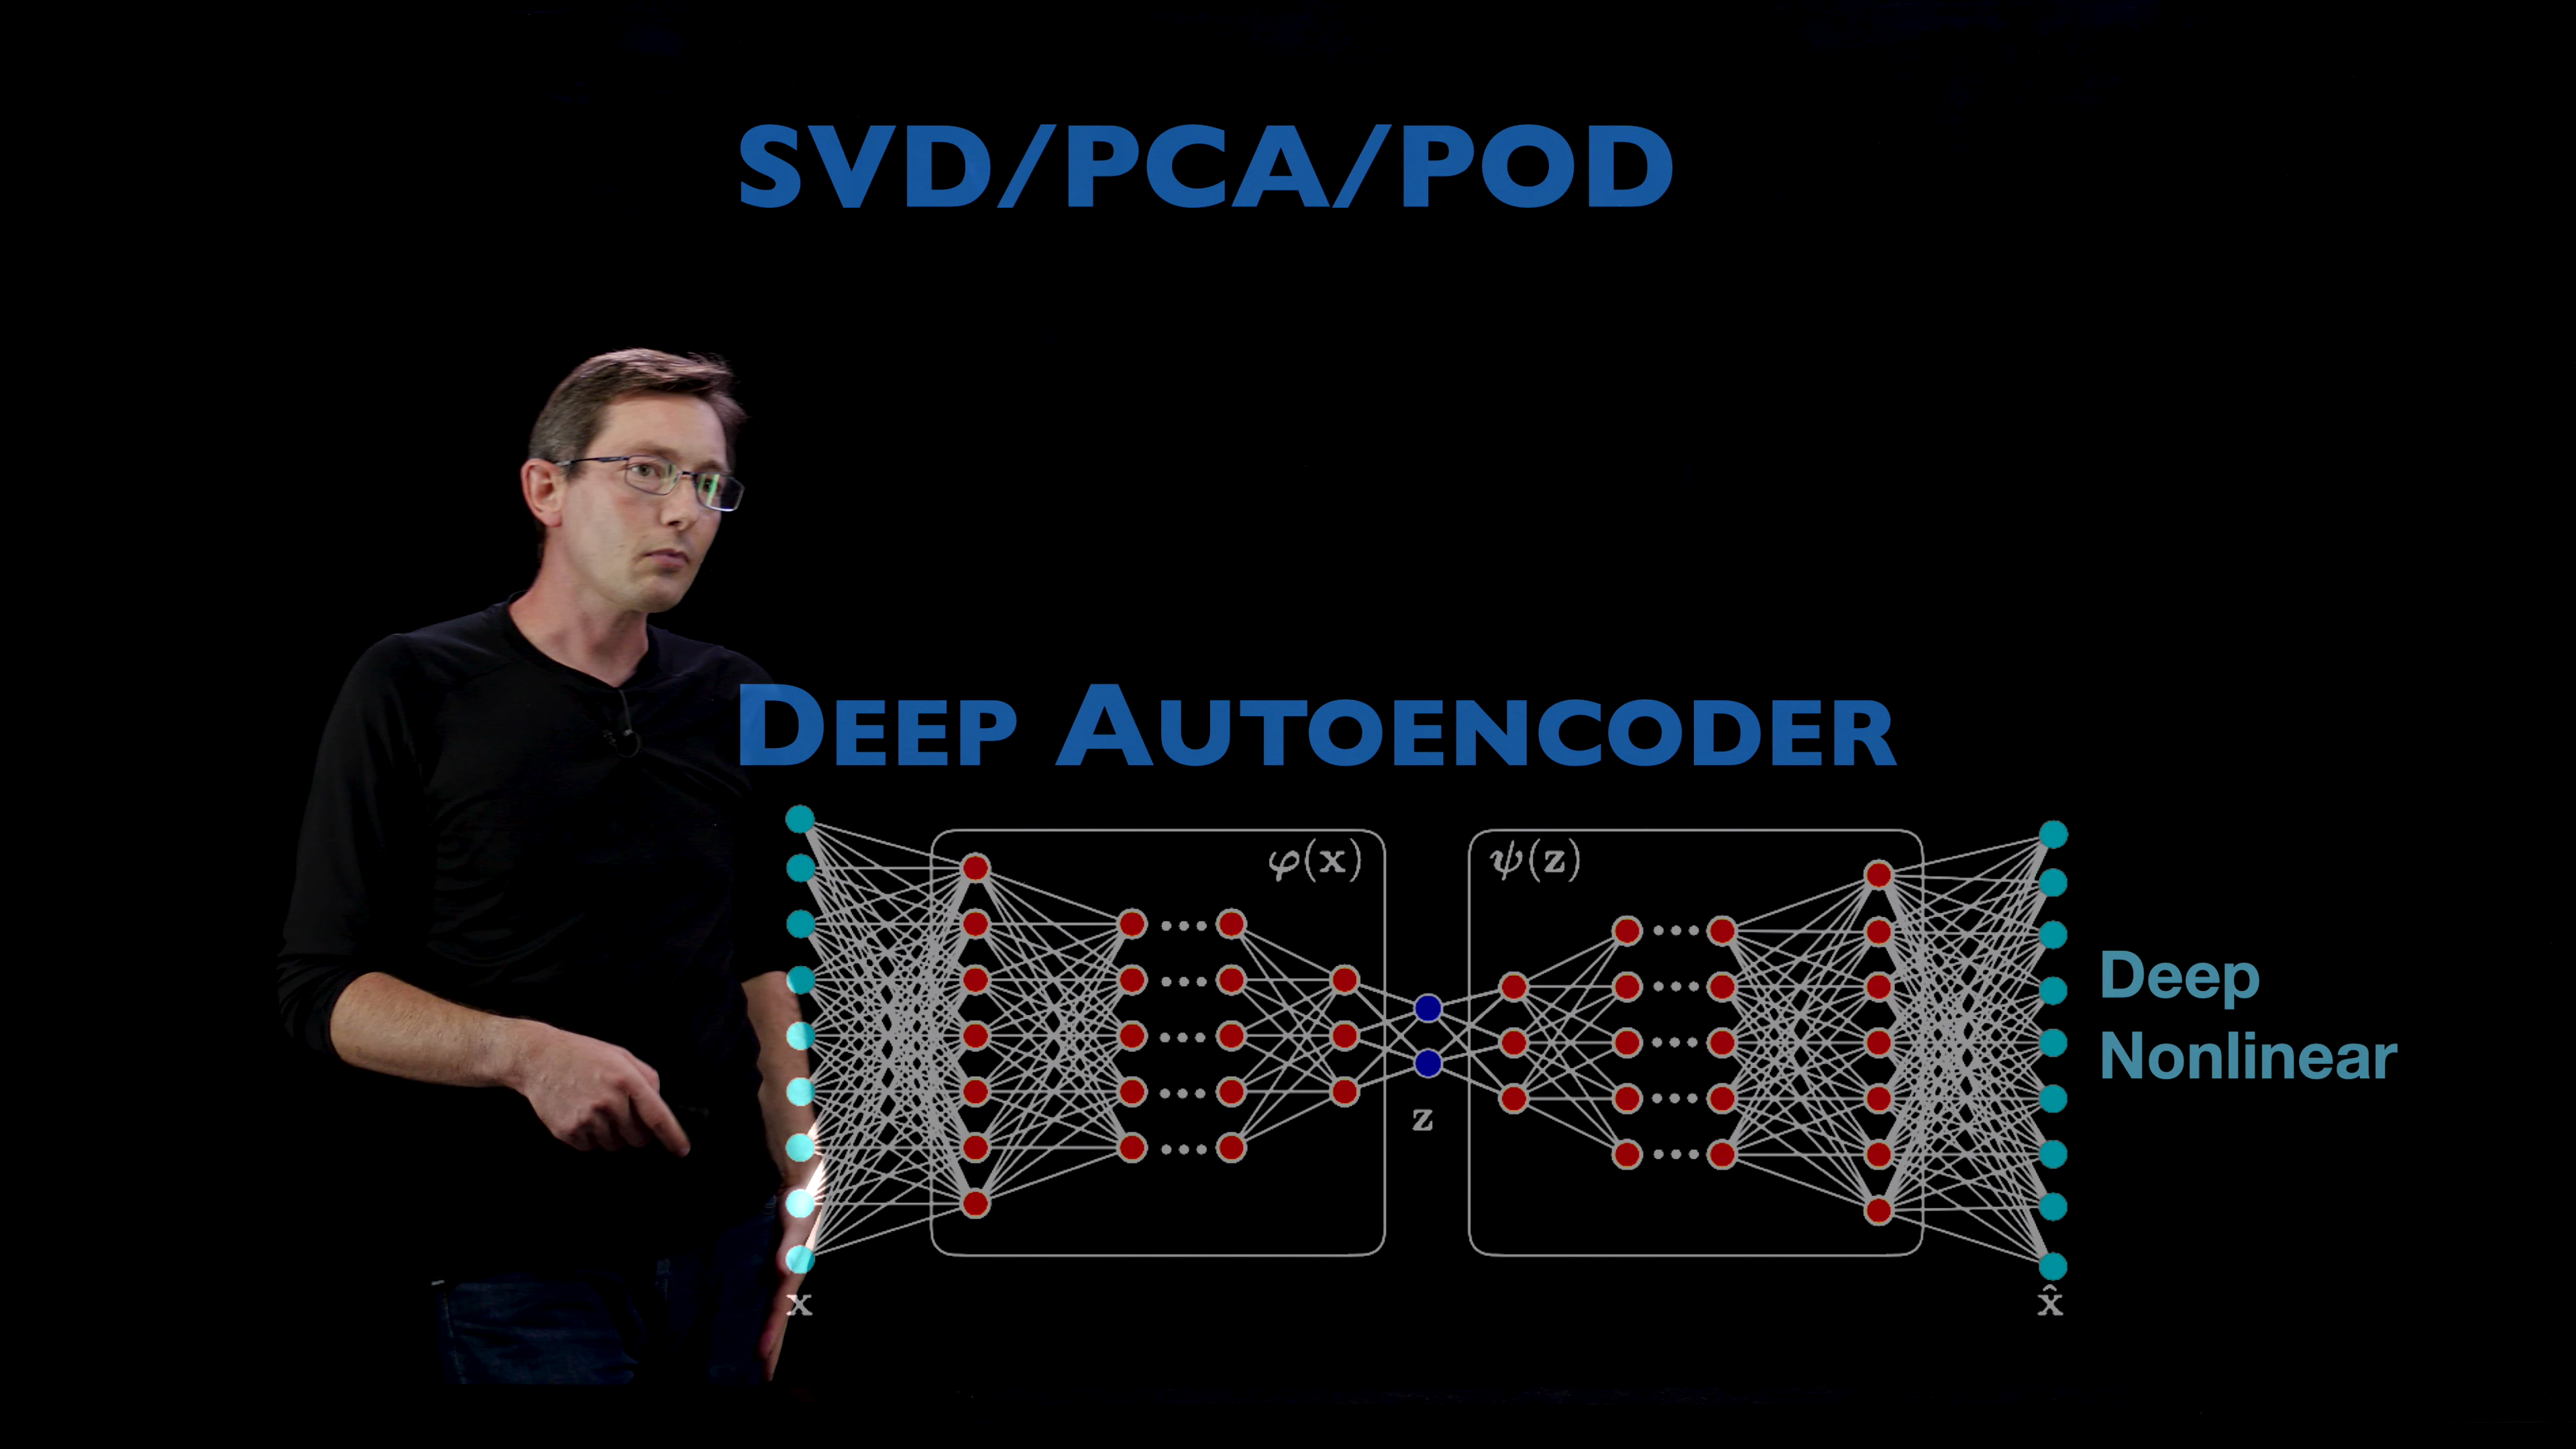 SVD/PCA/POD
DEEP AUTOENCODER
φ(x)
ψ(z)
Deep
Nonlinear
z
x
x̂